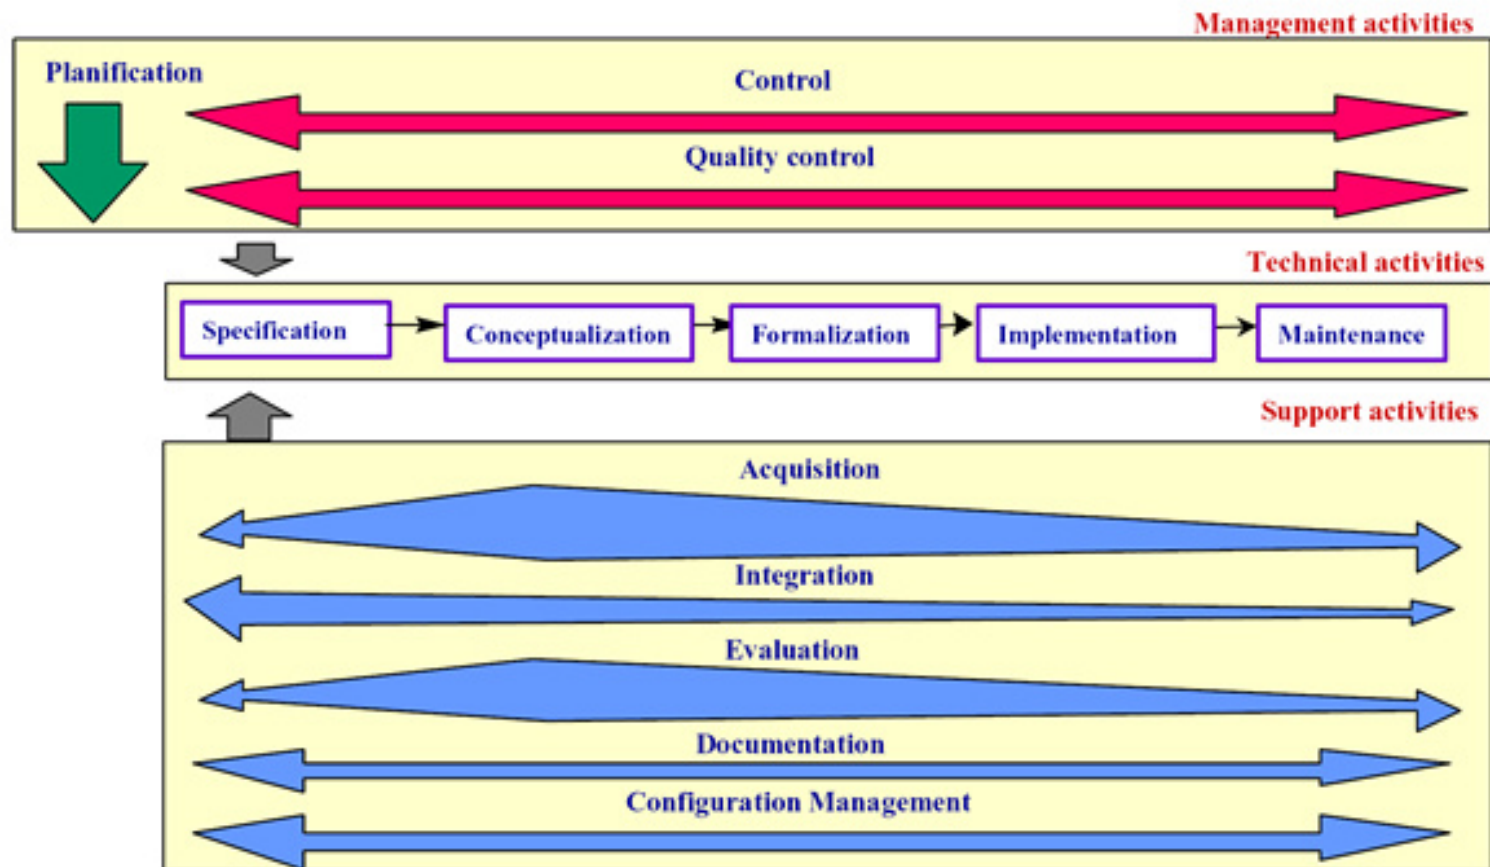 Management activities
Planification
Control
Quality control
Technical activities
Specification
Conceptualization
Formalization
Implementation
Maintenance
Support activities
Acquisition
Integration
Evaluation
Documentation
Configuration Management